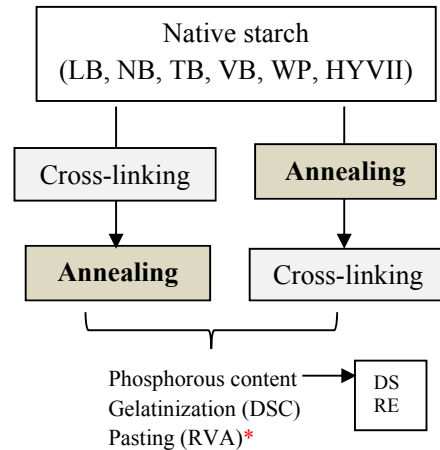 Native starch
(LB, NB, TB, VB, WP, HYVII)
Cross-linking
Annealing
Annealing
Cross-linking
Phosphorous content
DS
RE
Gelatinization (DSC)
Pasting (RVA)*